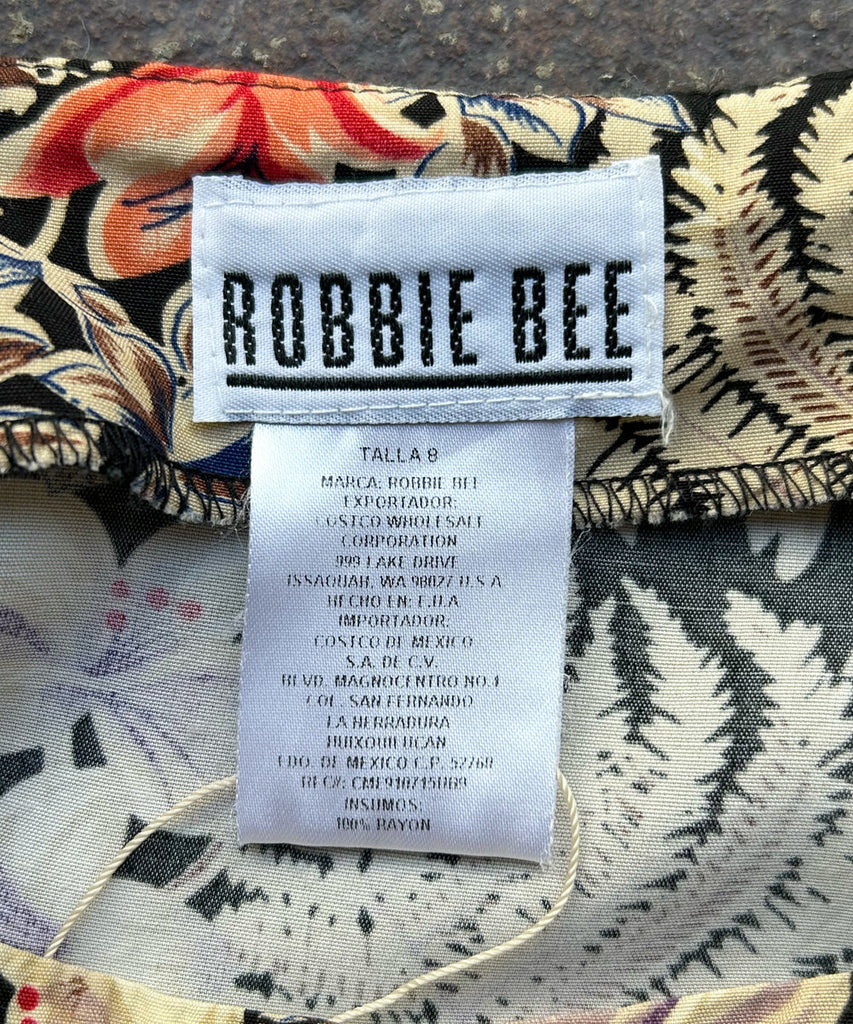 ROBBIE BEE
TALLA 8
MARCA: ROBBIE BEE
EXPORTADOR:
COSTCO WHOLESALE
CORPORATION
999 LAKE DRIVE
ISSAQUAH, WA 98027 U.S.A
HECHO EN: E.U.A
IMPORTADOR:
COSTCO DE MEXICO
S.A. DE C.V.
BLVD. MAGNOCENTRO NO.4
COL. SAN FERNANDO
LA HERRADURA
HUIXQUILUCAN
EDO. DE MEXICO C.P. 52760
RFC#:
INSUMOS:
100% RAYON